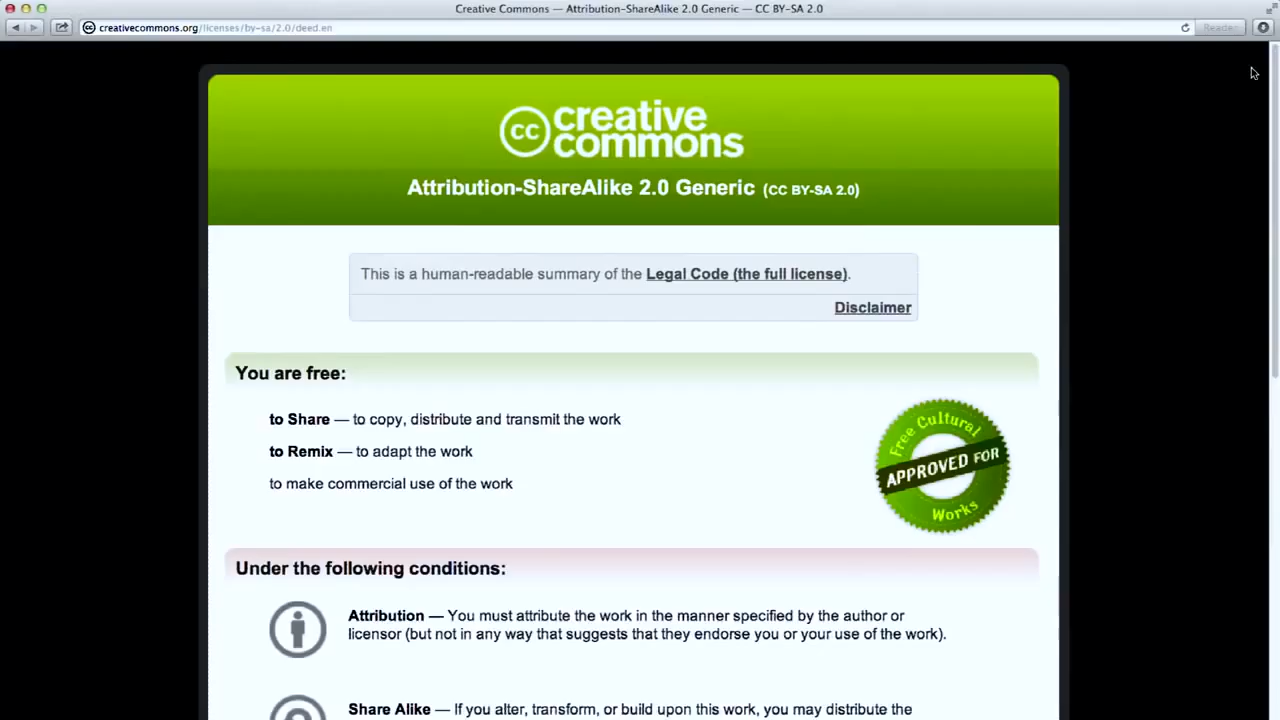 Creative Commons — Attribution-ShareAlike 2.0 Generic — CC BY-SA 2.0
creativecommons.org/licenses/by-sa/2.0/deed.en
Reader
cc creative commons
Attribution-ShareAlike 2.0 Generic (CC BY-SA 2.0)
This is a human-readable summary of the Legal Code (the full license).
Disclaimer
You are free:
to Share — to copy, distribute and transmit the work
to Remix — to adapt the work
to make commercial use of the work
Free Cultural
APPROVED FOR
Works
Under the following conditions:
Attribution — You must attribute the work in the manner specified by the author or
licensor (but not in any way that suggests that they endorse you or your use of the work).
Share Alike — If you alter, transform, or build upon this work, you may distribute the